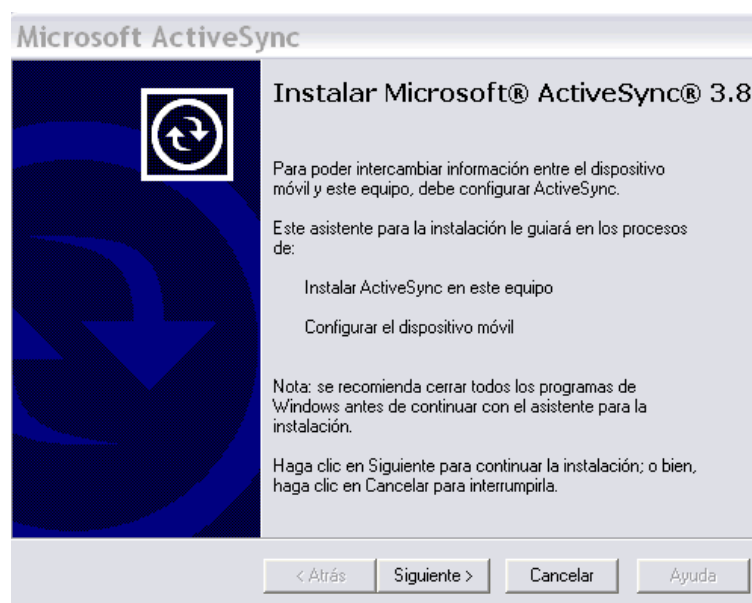 Microsoft ActiveSync
Instalar Microsoft® ActiveSync® 3.8
Para poder intercambiar información entre el dispositivo
móvil y este equipo, debe configurar ActiveSync.
Este asistente para la instalación le guiará en los procesos
de:
Instalar ActiveSync en este equipo
Configurar el dispositivo móvil
Nota: se recomienda cerrar todos los programas de
Windows antes de continuar con el asistente para la
instalación.
Haga clic en Siguiente para continuar la instalación; o bien,
haga clic en Cancelar para interrumpirla.
< Atrás Siguiente > Cancelar Ayuda